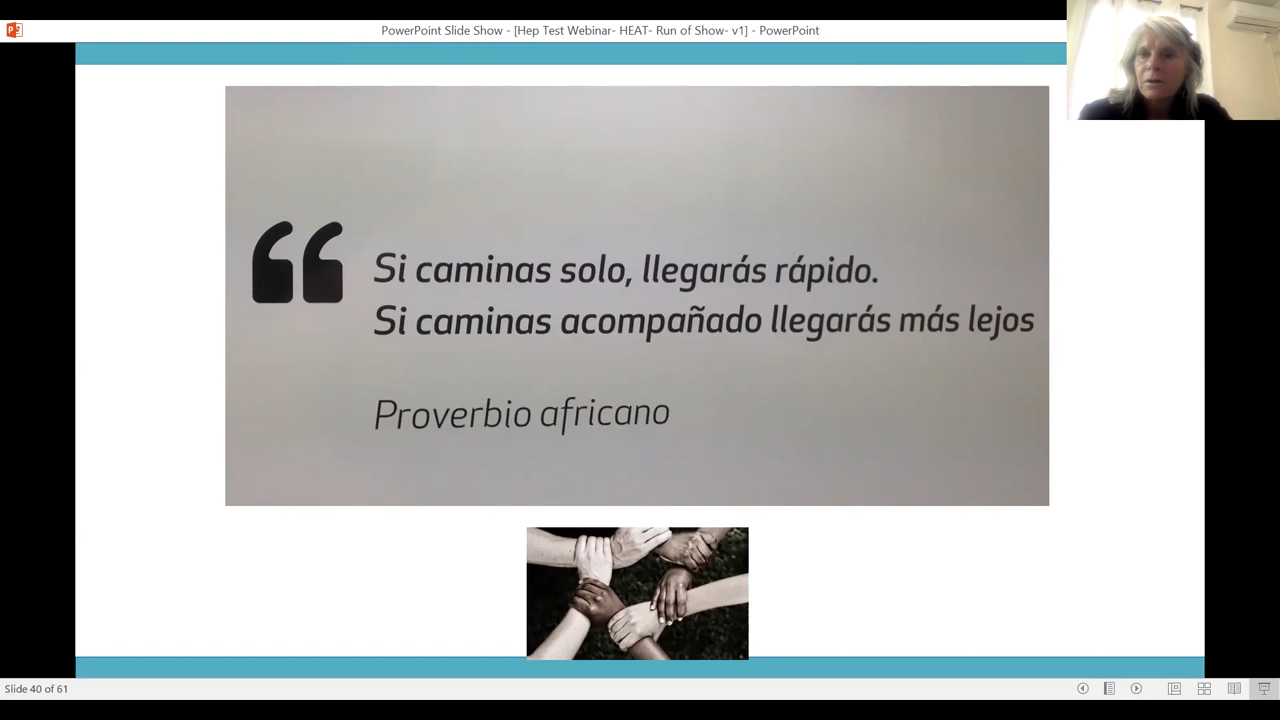 PowerPoint Slide Show - [Hep Test Webinar- HEAT- Run of Show- v1] - PowerPoint
“
Si caminas solo, llegarás rápido.
Si caminas acompañado llegarás más lejos
Proverbio africano
Slide 40 of 61